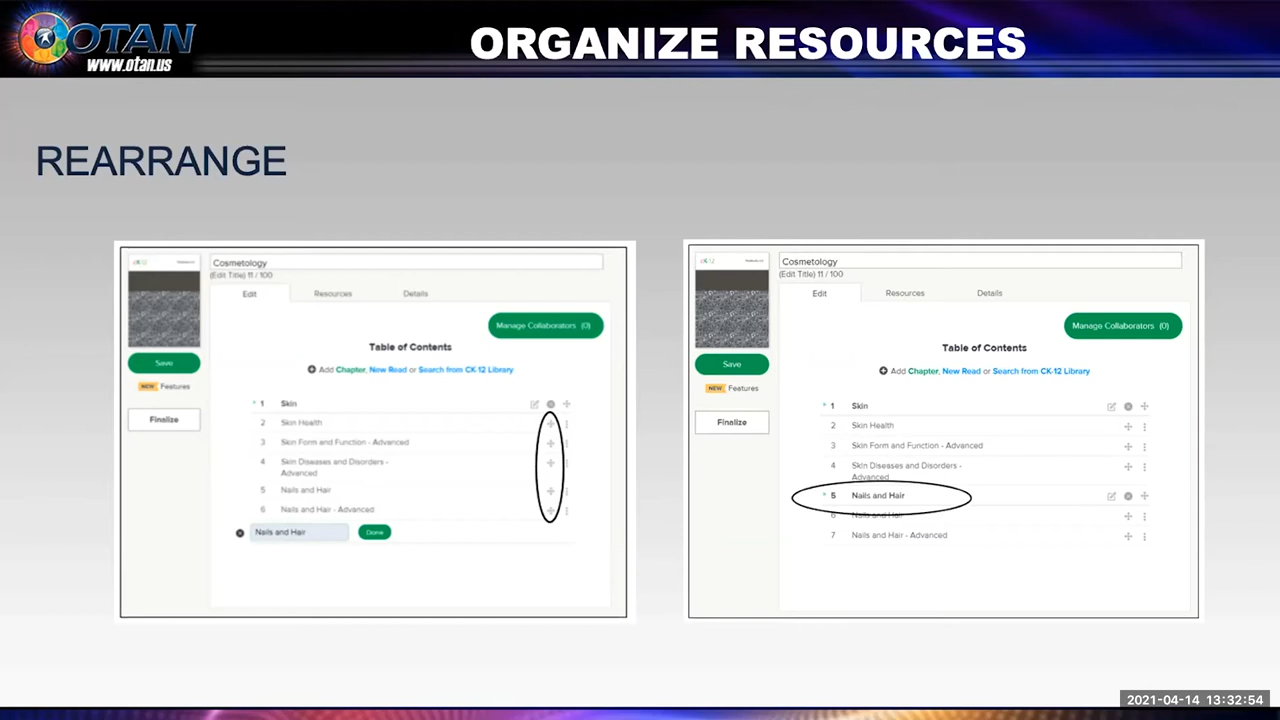 OTAN
www.otan.us
ORGANIZE RESOURCES
REARRANGE
Cosmetology
(Edit Title) 11 / 100
Edit Resources Details
Manage Collaborators (0)
Table of Contents
Add Chapter, New Read or Search from CK-12 Library
Save
NEW Features
Finalize
1 Skin
2 Skin Health
3 Skin Form and Function - Advanced
4 Skin Diseases and Disorders -
Advanced
5 Nails and Hair
6 Nails and Hair - Advanced
Nails and Hair Done
CK-12
Cosmetology
(Edit Title) 11 / 100
Edit Resources Details
Manage Collaborators (0)
Table of Contents
Add Chapter, New Read or Search from CK-12 Library
Save
NEW Features
Finalize
1 Skin
2 Skin Health
3 Skin Form and Function - Advanced
4 Skin Diseases and Disorders -
Advanced
5 Nails and Hair
6 Nails and Hair
7 Nails and Hair - Advanced
2021-04-14 13:32:54